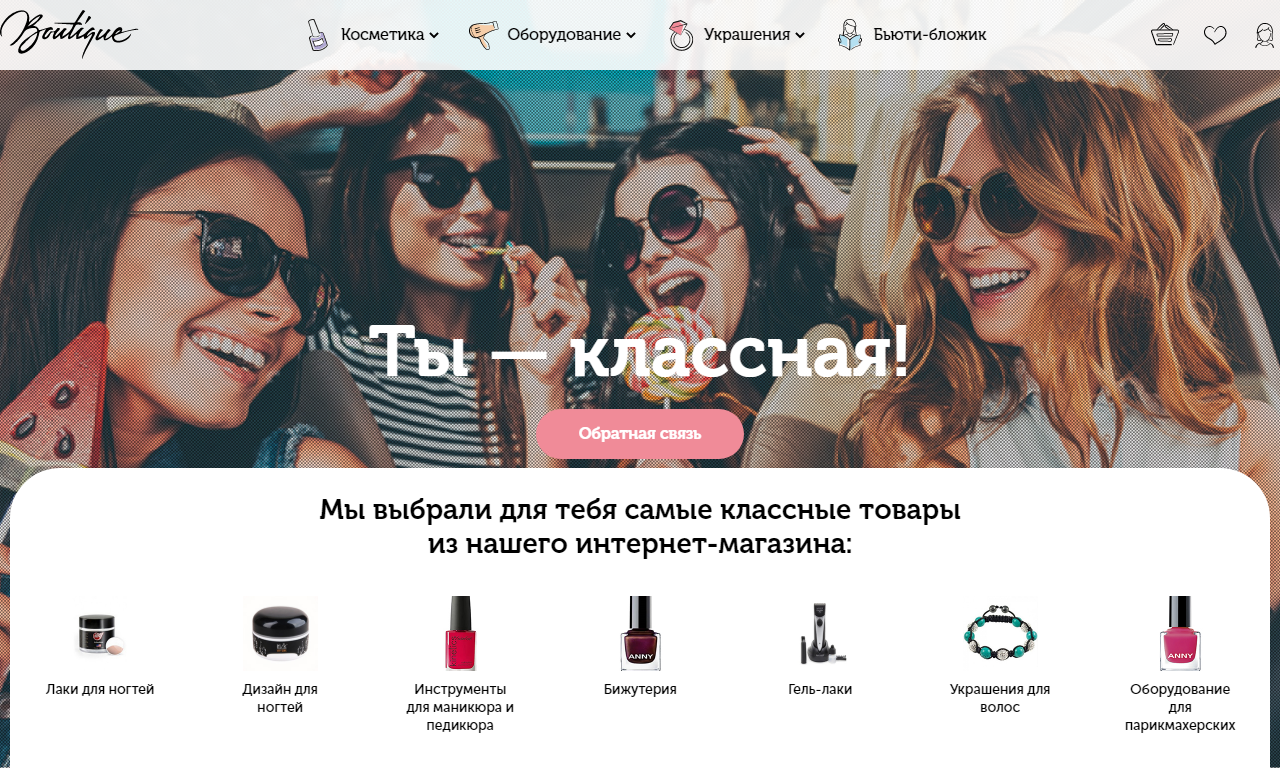 Boutique
Косметика
Оборудование
Украшения
Бьюти-бложик
Ты — классная!
Обратная связь
Мы выбрали для тебя самые классные товары
из нашего интернет-магазина:
ANNY
ANNY
Лаки для ногтей
Дизайн для
ногтей
Инструменты
для маникюра и
педикюра
Бижутерия
Гель-лаки
Украшения для
волос
Оборудование
для
парикмахерских